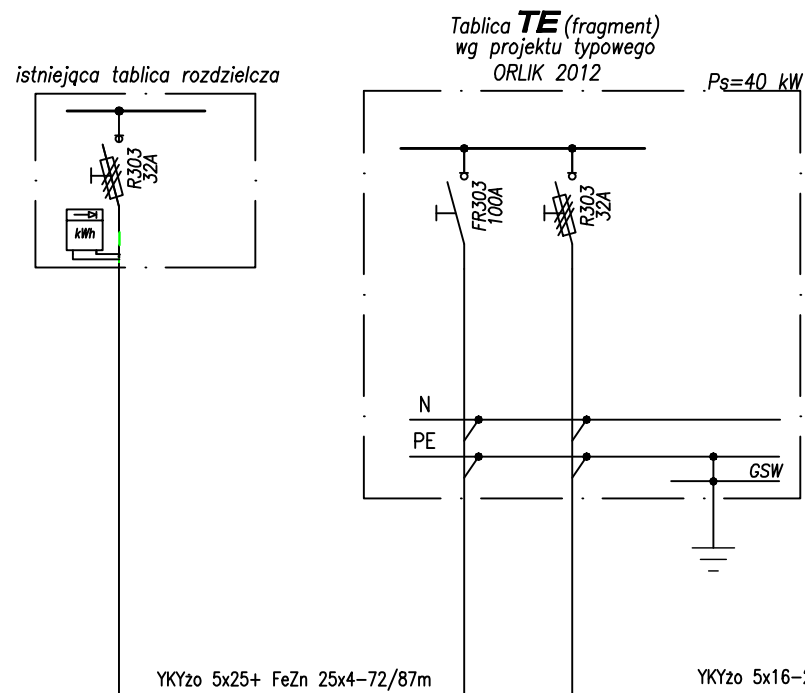 Tablica TE (fragment)
wg projektu typowego
ORLIK 2012
istniejąca tablica rozdzielcza
Ps=40 kW
R303
32A
kWh
FR303
100A
R303
32A
N
PE
GSW
YKYżo 5x25+ FeZn 25x4-72/87m
YKYżo 5x16-